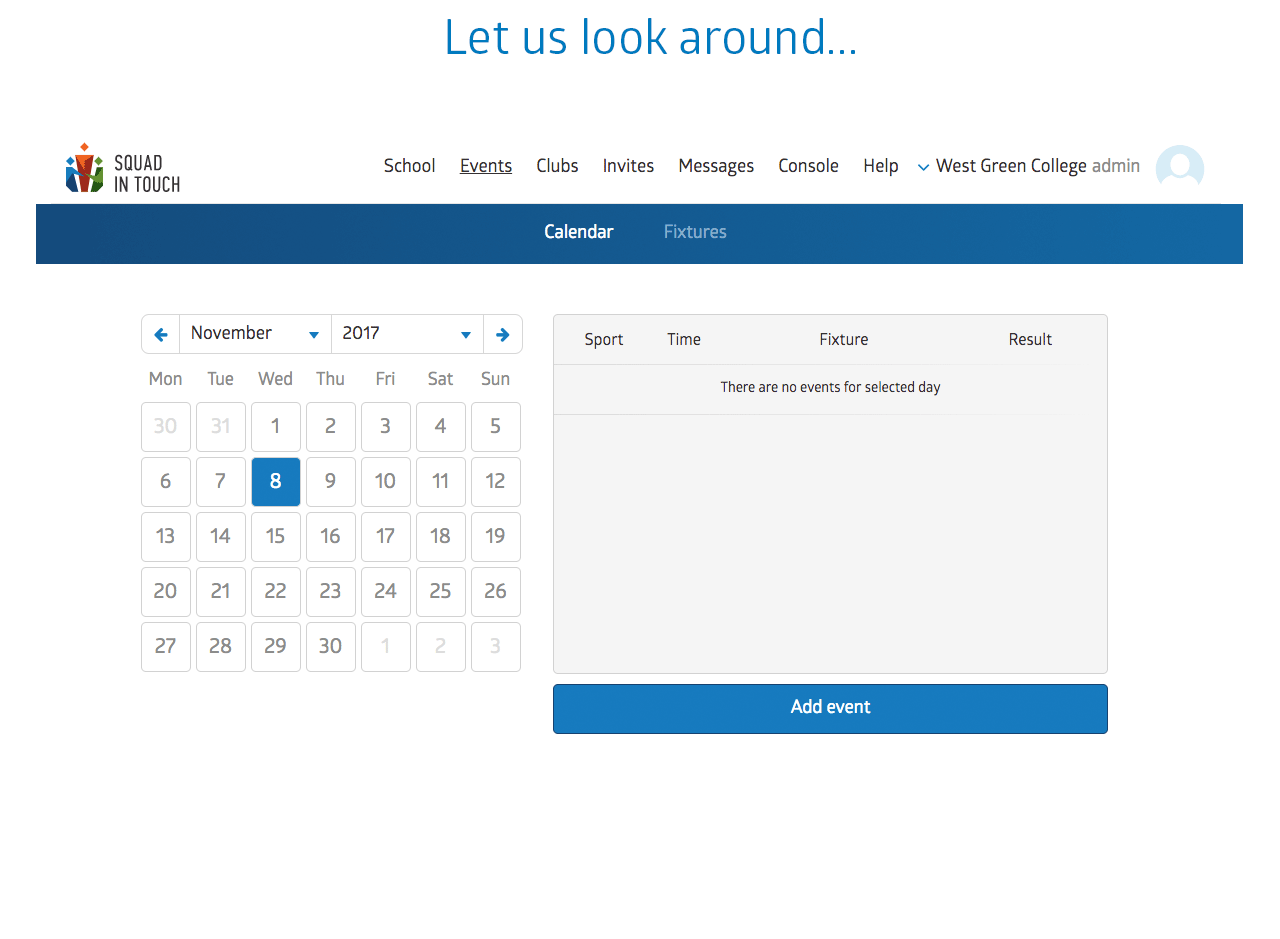 Let us look around...
SQUAD
IN TOUCH
School Events Clubs Invites Messages Console Help West Green College admin
Calendar Fixtures
November 2017
Mon Tue Wed Thu Fri Sat Sun
30 31 1 2 3 4 5
6 7 8 9 10 11 12
13 14 15 16 17 18 19
20 21 22 23 24 25 26
27 28 29 30 1 2 3
Sport Time Fixture Result
There are no events for selected day
Add event